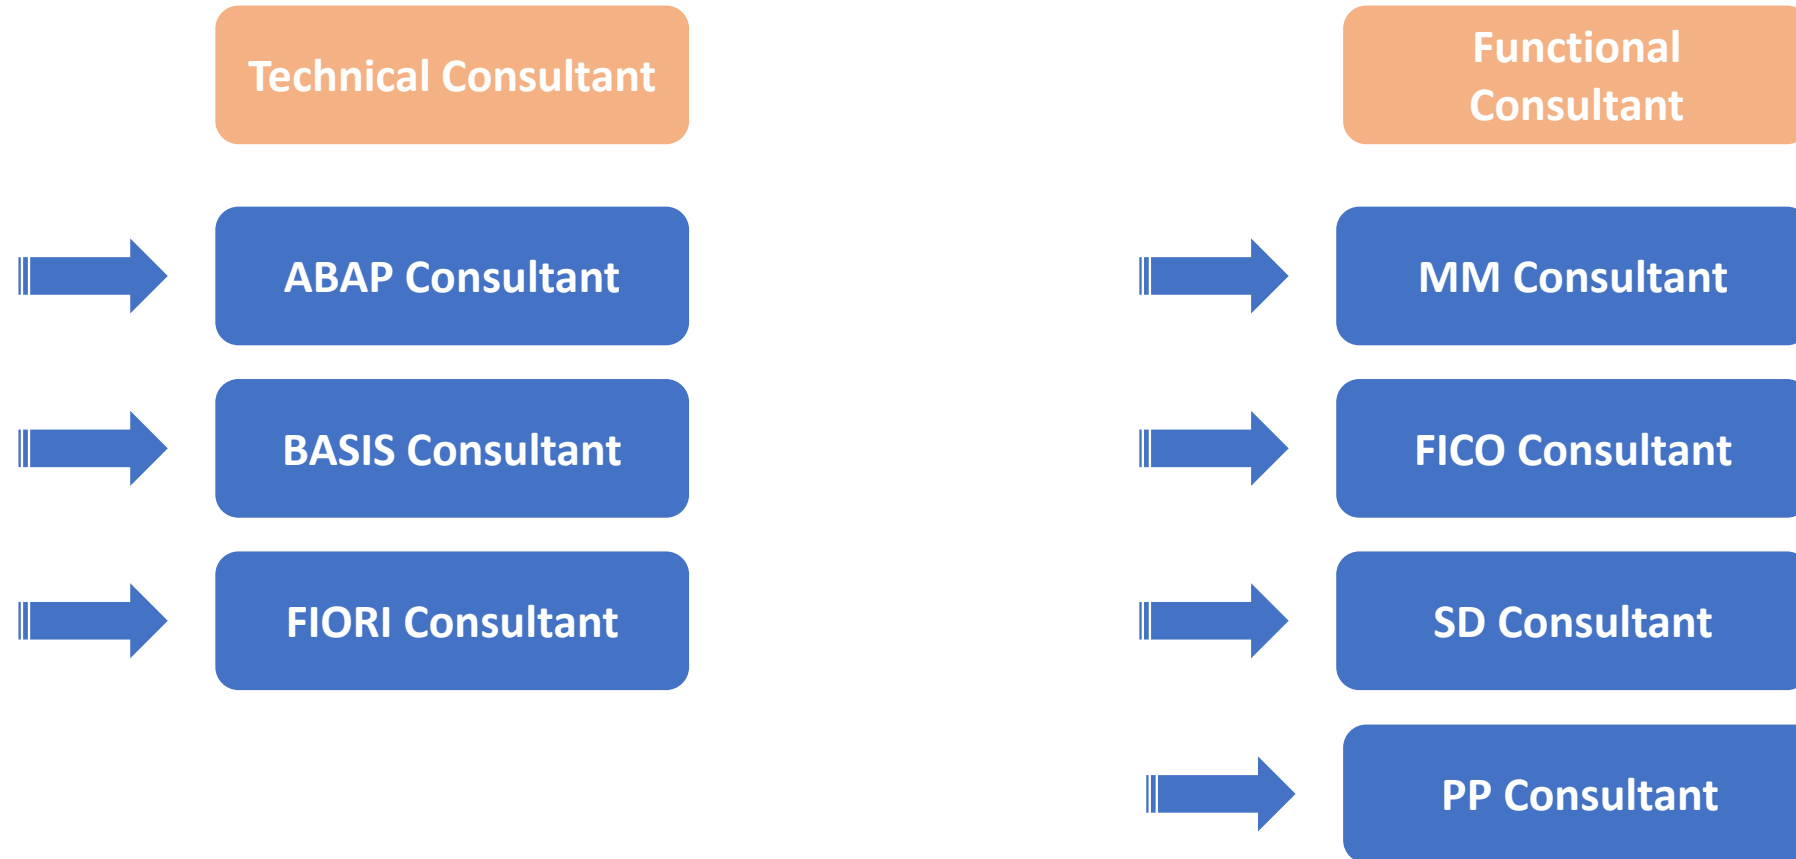 Technical Consultant
ABAP Consultant
BASIS Consultant
FIORI Consultant
Functional
Consultant
MM Consultant
FICO Consultant
SD Consultant
PP Consultant